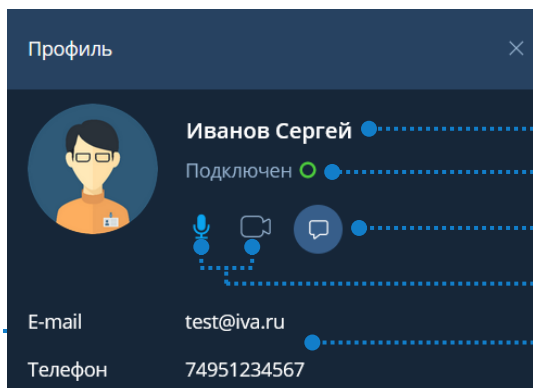 Профиль
Иванов Сергей
Подключен
E-mail test@iva.ru
Телефон 74951234567